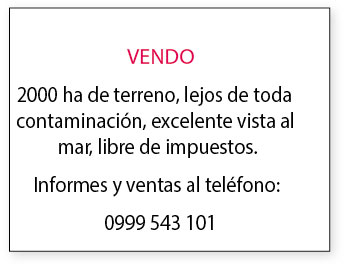 VENDO
2000 ha de terreno, lejos de toda
contaminación, excelente vista al
mar, libre de impuestos.
Informes y ventas al teléfono:
0999 543 101